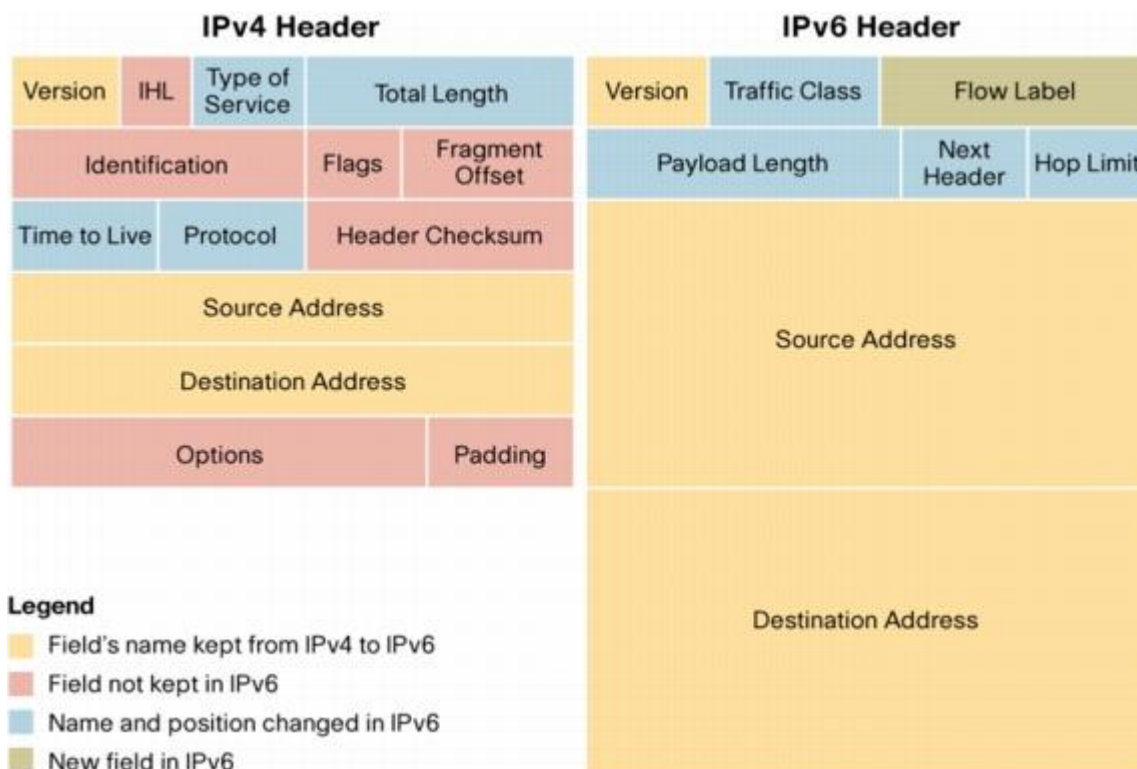 IPv4 Header
IPv6 Header
Version IHL Type of Service Total Length
Version Traffic Class Flow Label
Identification Flags Fragment Offset
Payload Length Next Header Hop Limit
Time to Live Protocol Header Checksum
Source Address
Source Address
Destination Address
Options Padding
Destination Address
Legend
Field's name kept from IPv4 to IPv6
Field not kept in IPv6
Name and position changed in IPv6
New field in IPv6